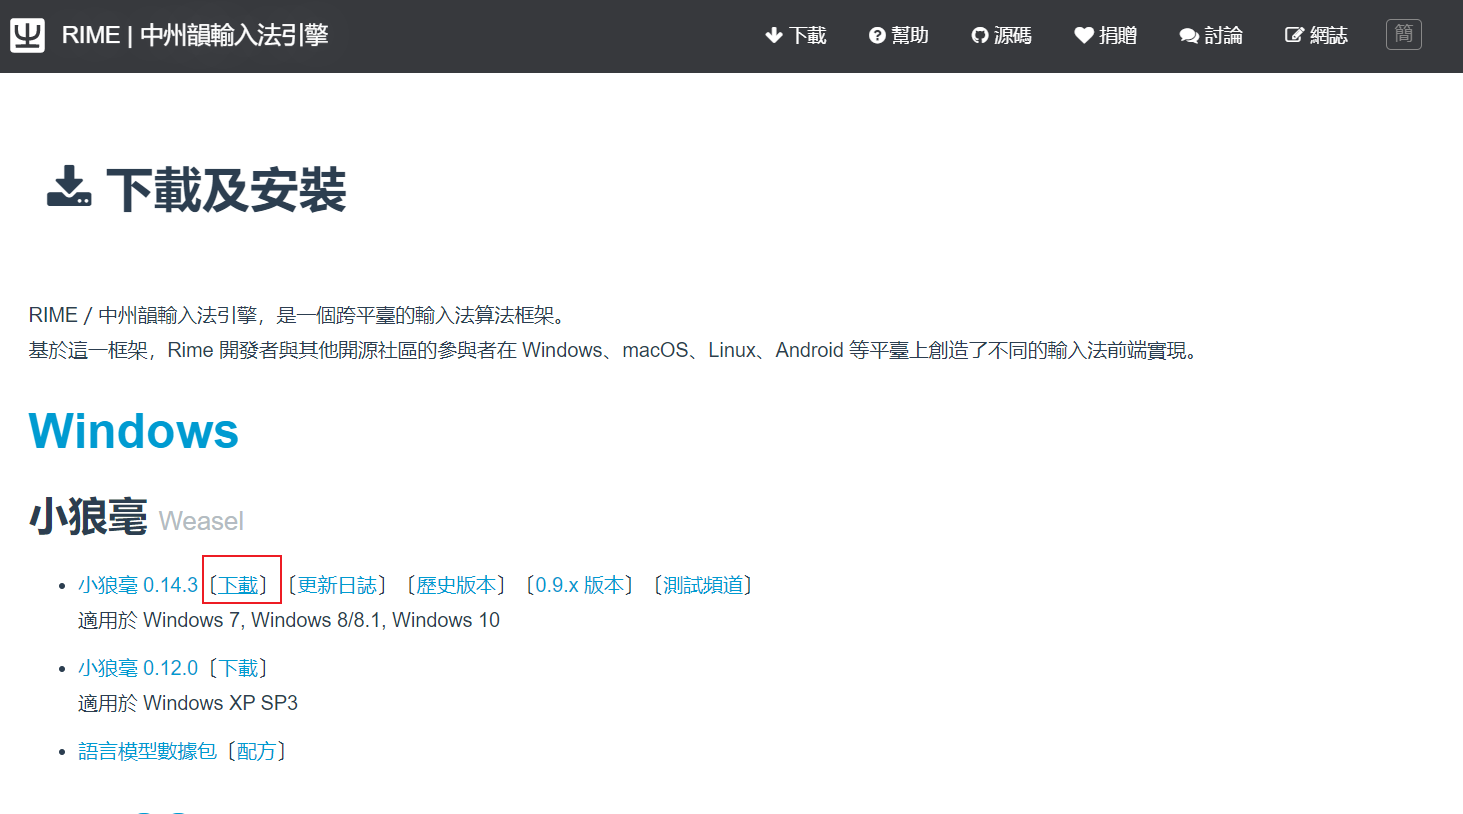 RIME | 中州韻輸入法引擎
下載 幫助 源碼 捐贈 討論 網誌 簡
下載及安裝
RIME / 中州韻輸入法引擎，是一個跨平臺的輸入法算法框架。
基於這一框架，Rime 開發者與其他開源社區的參與者在 Windows、macOS、Linux、Android 等平臺上創造了不同的輸入法前端實現。
Windows
小狼毫 Weasel
• 小狼毫 0.14.3〔下載〕〔更新日誌〕〔歷史版本〕〔0.9.x 版本〕〔測試頻道〕
適用於 Windows 7, Windows 8/8.1, Windows 10
• 小狼毫 0.12.0〔下載〕
適用於 Windows XP SP3
• 語言模型數據包〔配方〕